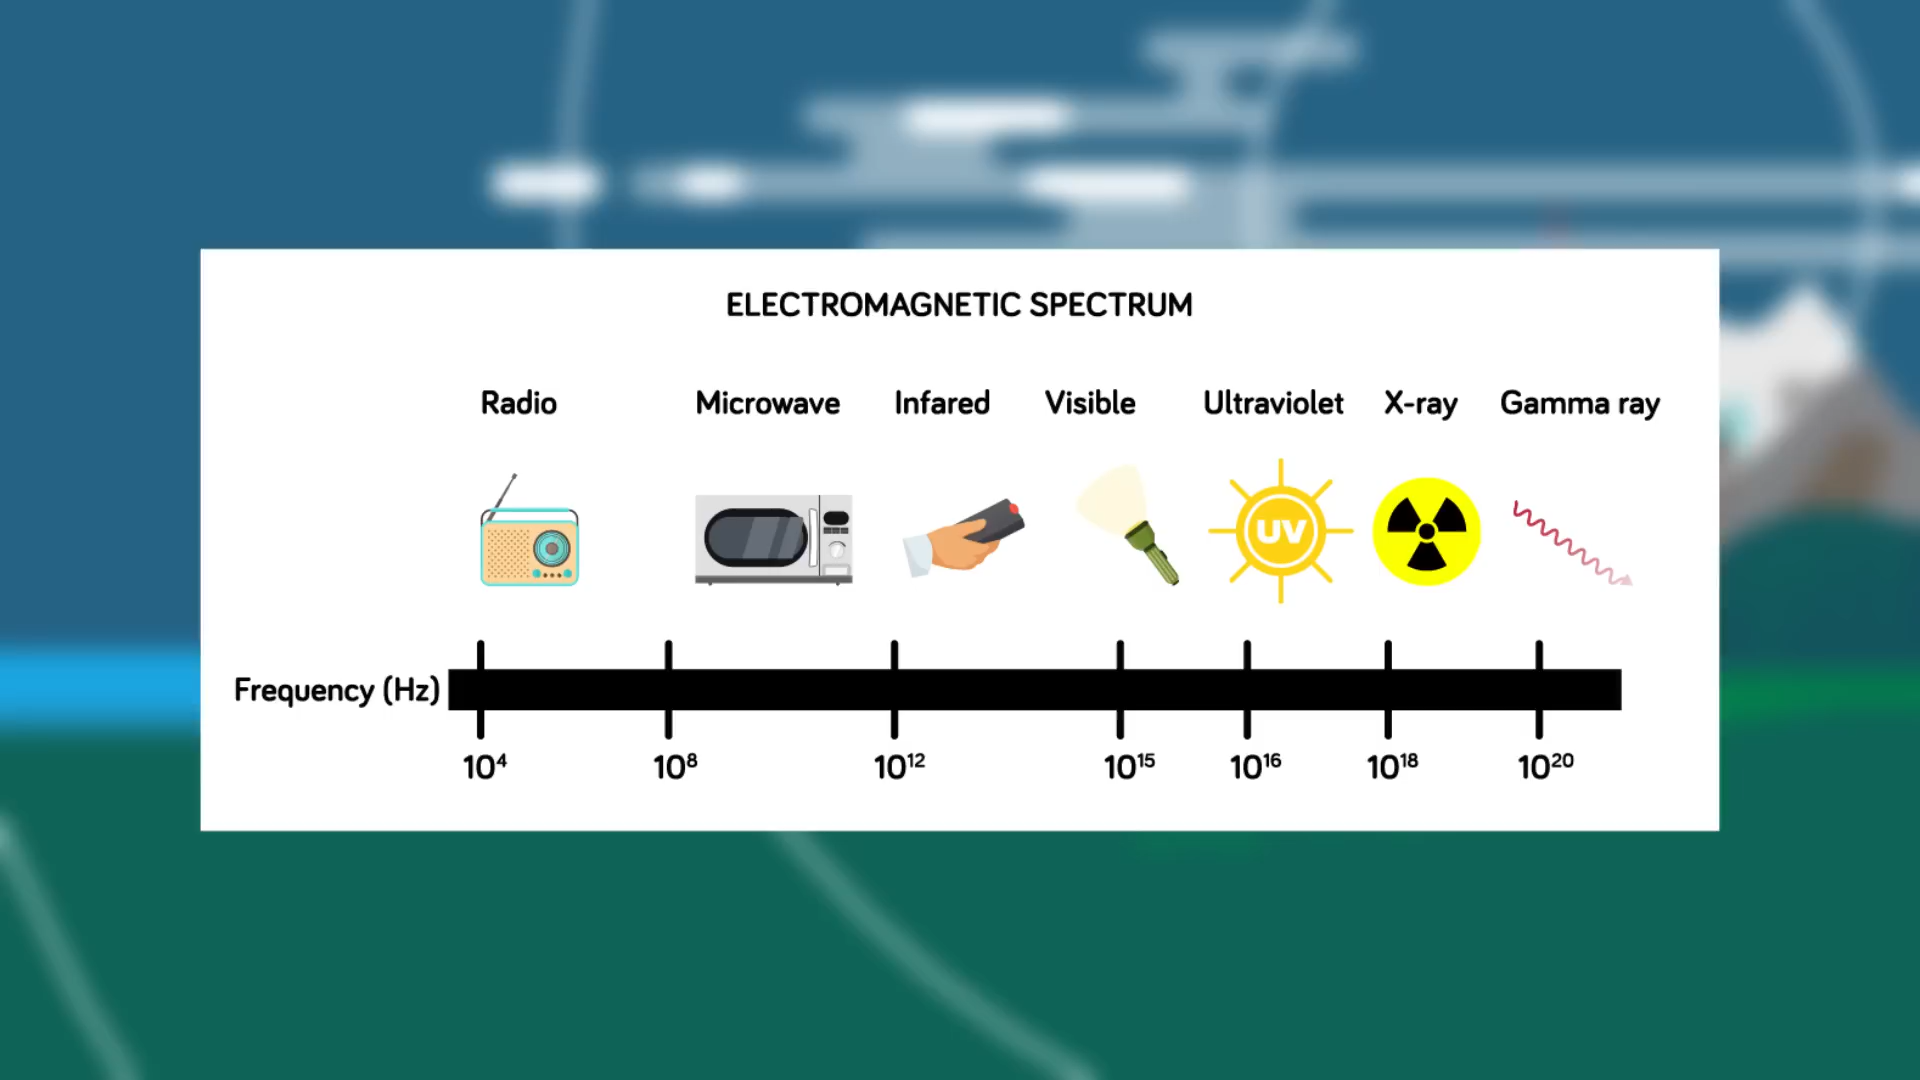 ELECTROMAGNETIC SPECTRUM
Radio Microwave Infared Visible Ultraviolet X-ray Gamma ray
UV
Frequency (Hz)
10⁴ 10⁸ 10¹² 10¹⁵ 10¹⁶ 10¹⁸ 10²⁰